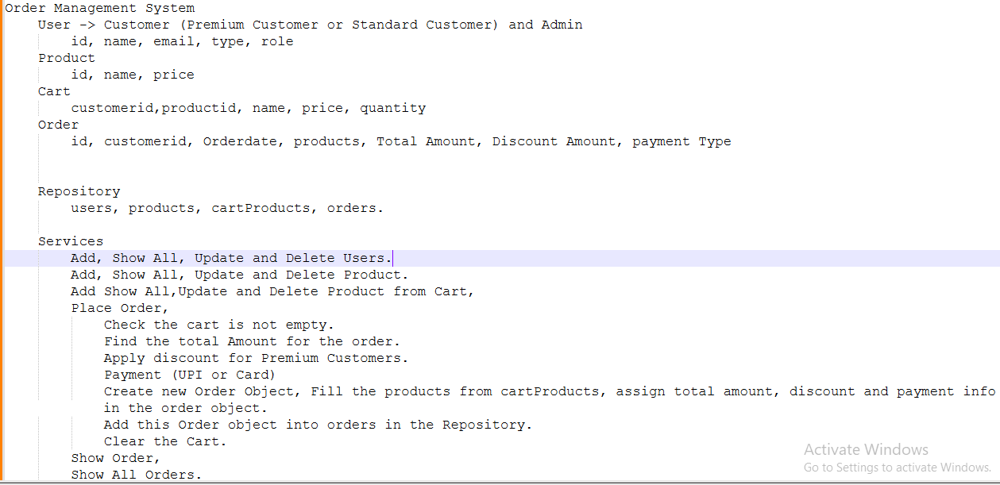 Order Management System
User -> Customer (Premium Customer or Standard Customer) and Admin
id, name, email, type, role
Product
id, name, price
Cart
customerid,productid, name, price, quantity
Order
id, customerid, Orderdate, products, Total Amount, Discount Amount, payment Type
Repository
users, products, cartProducts, orders.
Services
Add, Show All, Update and Delete Users.
Add, Show All, Update and Delete Product.
Add Show All,Update and Delete Product from Cart,
Place Order,
Check the cart is not empty.
Find the total Amount for the order.
Apply discount for Premium Customers.
Payment (UPI or Card)
Create new Order Object, Fill the products from cartProducts, assign total amount, discount and payment info
in the order object.
Add this Order object into orders in the Repository.
Clear the Cart.
Show Order,
Show All Orders.
Activate Windows
Go to Settings to activate Windows.